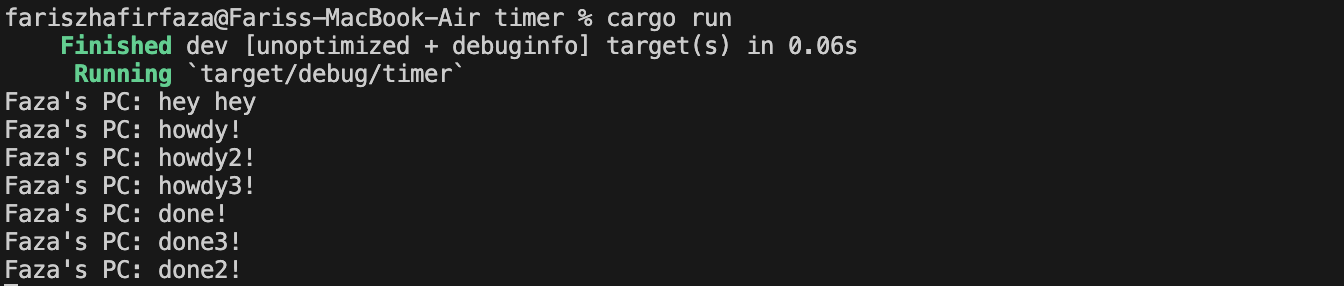 fariszhafirfaza@Fariss-MacBook-Air timer % cargo run
    Finished dev [unoptimized + debuginfo] target(s) in 0.06s
     Running `target/debug/timer`
Faza's PC: hey hey
Faza's PC: howdy!
Faza's PC: howdy2!
Faza's PC: howdy3!
Faza's PC: done!
Faza's PC: done3!
Faza's PC: done2!